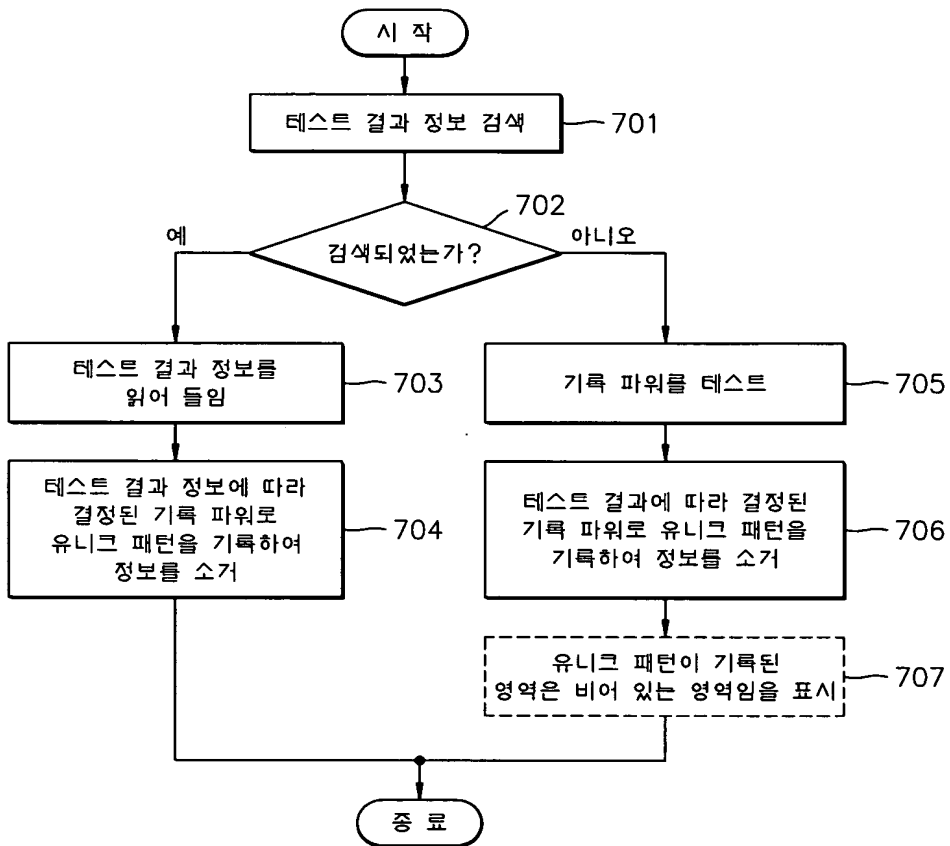 시 작
테스트 결과 정보 검색
701
702
예
아니오
검색되었는가?
테스트 결과 정보를
읽어 들임
703
기록 파워를 테스트
705
테스트 결과 정보에 따라
결정된 기록 파워로
유니크 패턴을 기록하여
정보를 소거
704
테스트 결과에 따라 결정된
기록 파워로 유니크 패턴을
기록하여 정보를 소거
706
유니크 패턴이 기록된
영역은 비어 있는 영역임을 표시
707
종 료